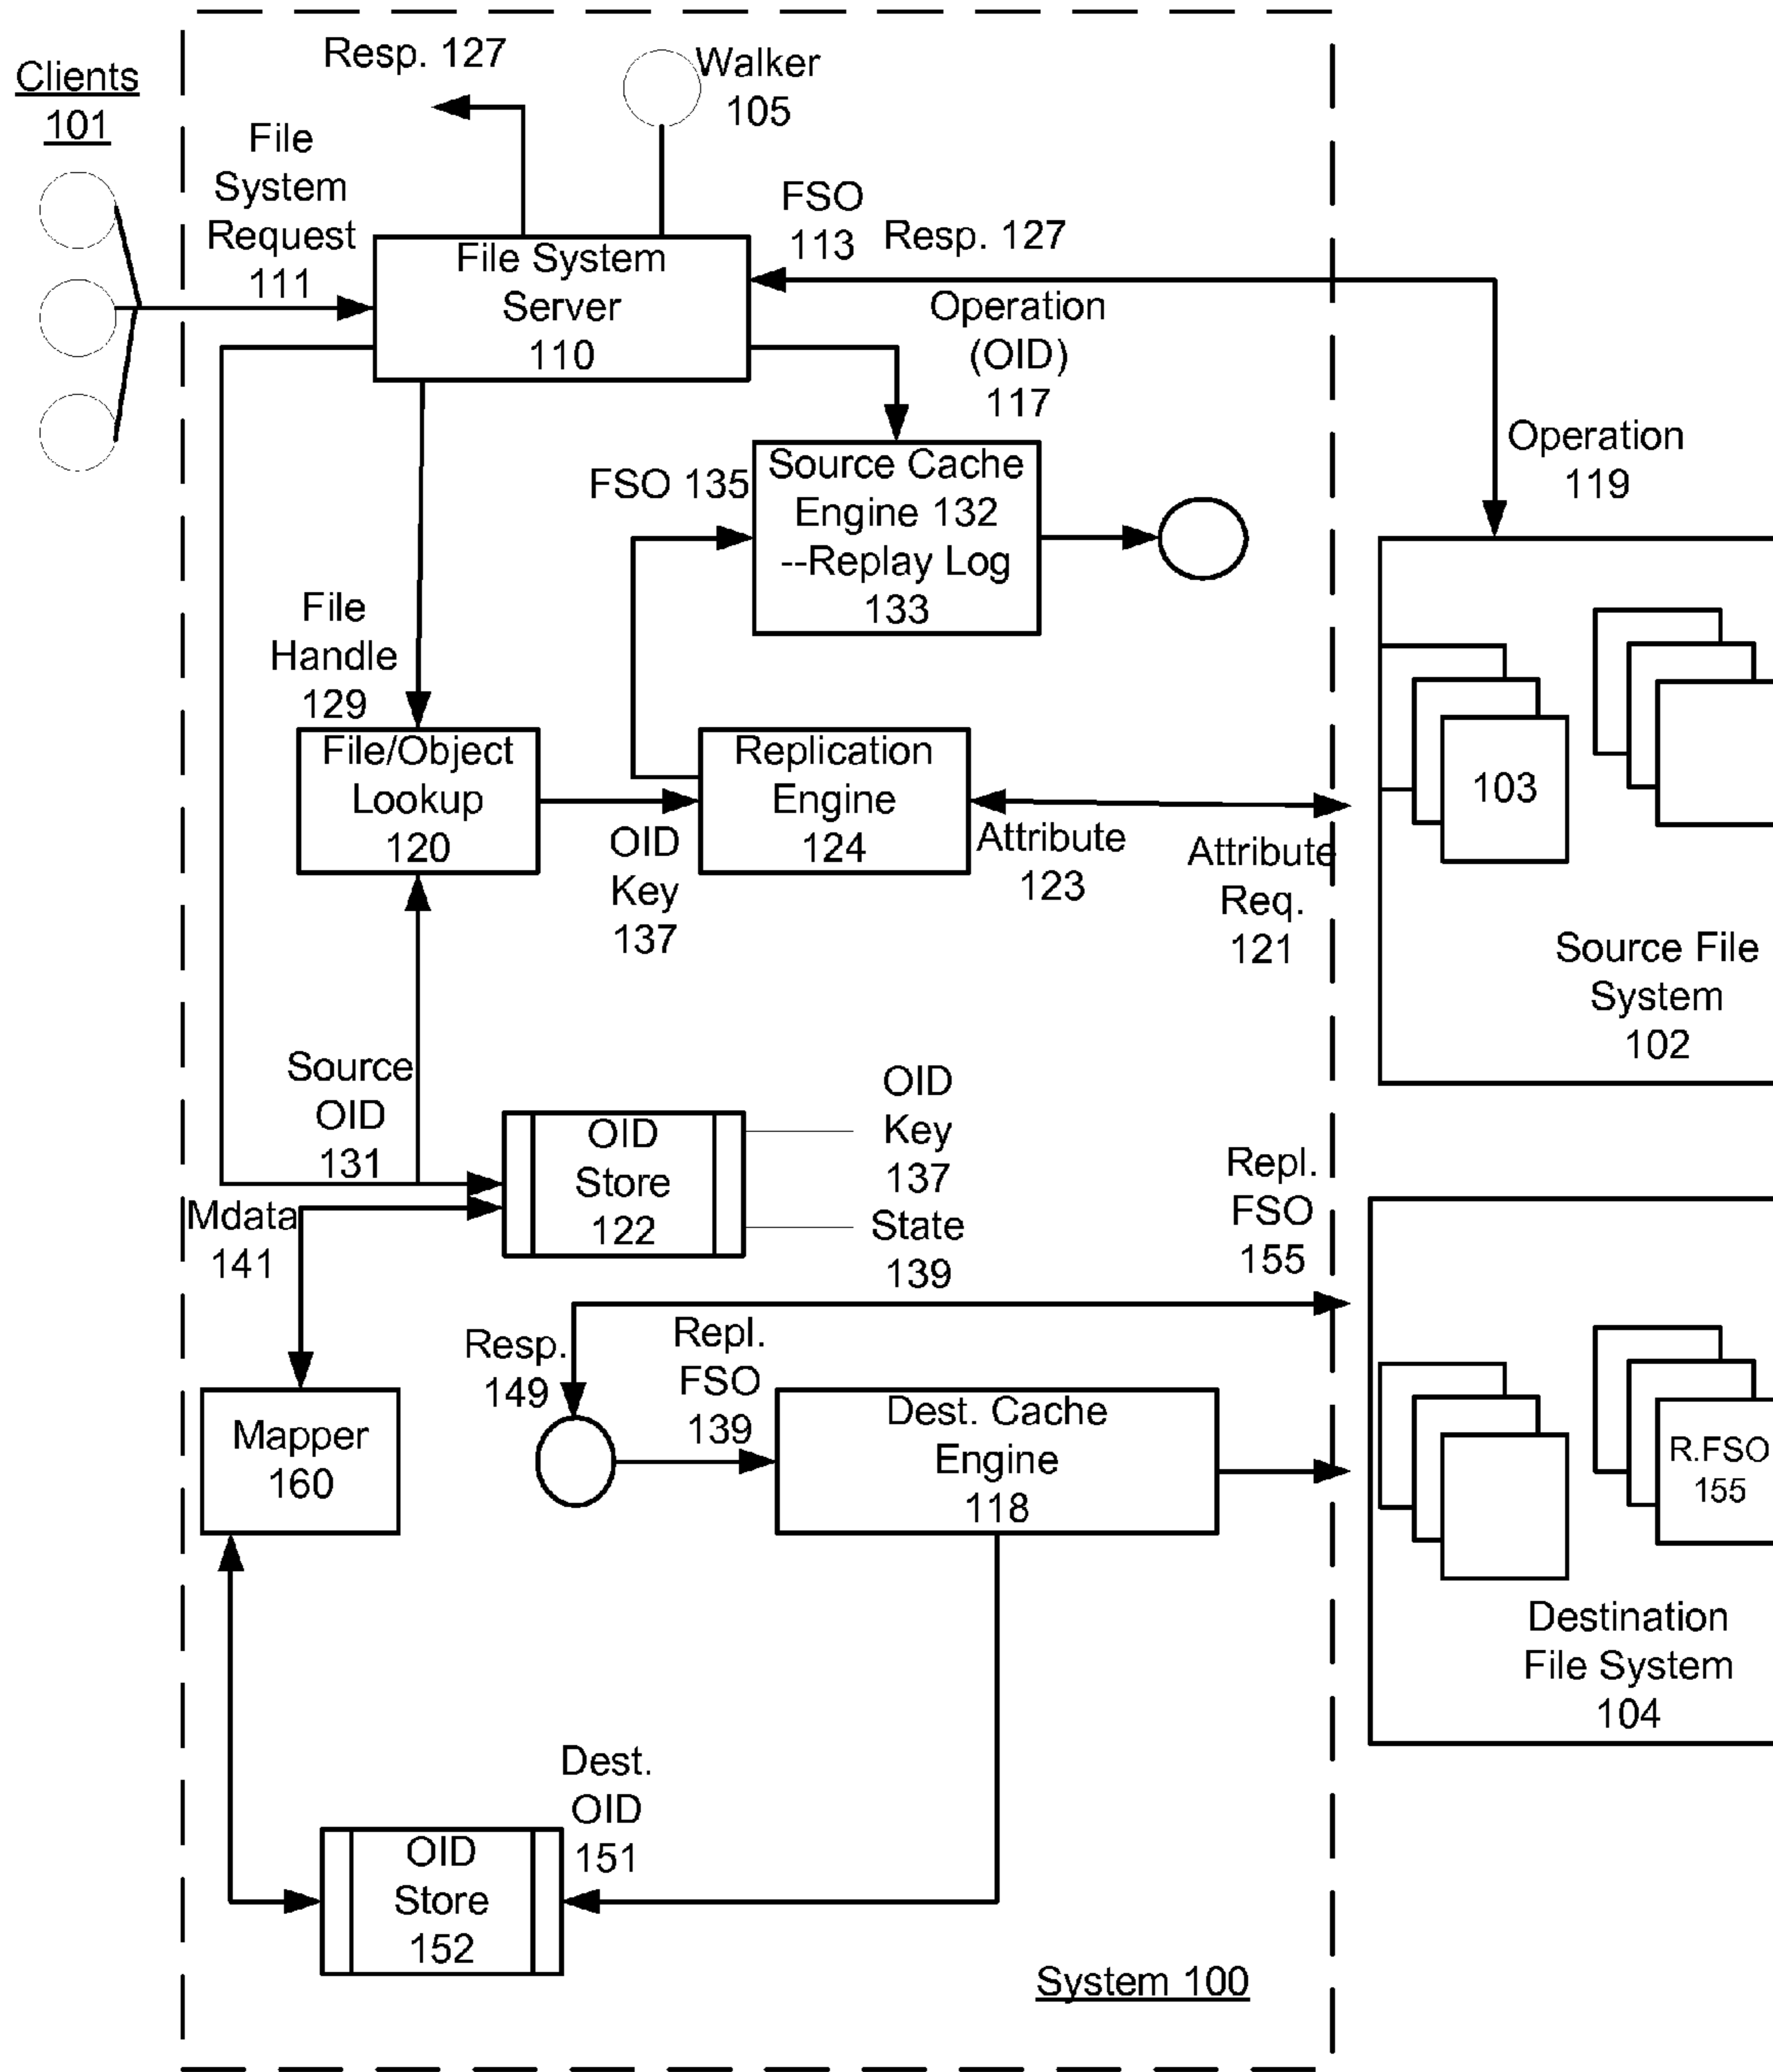 Clients
101
Resp. 127
Walker
105
File
System
Request
111
FSO
113
Resp. 127
File System
Server
110
Operation
(OID)
117
Operation
119
FSO 135
Source Cache
Engine 132
--Replay Log
133
File
Handle
129
File/Object
Lookup
120
OID
Key
137
Replication
Engine
124
Attribute
123
Attribute
Req.
121
103
Source File
System
102
Source
OID
131
OID
Store
122
OID
Key
137
State
139
Mdata
141
Repl.
FSO
155
Resp.
149
Repl.
FSO
139
Mapper
160
Dest. Cache
Engine
118
R.FSO
155
Destination
File System
104
Dest.
OID
151
OID
Store
152
System 100